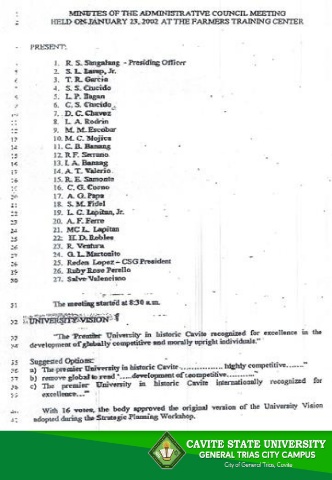 MINUTES OF THE ADMINISTRATIVE COUNCIL MEETING
HELD ON JANUARY 23, 2002 AT THE FARMERS TRAINING CENTER
PRESENT:
1. R. S. Sangalang - Presiding Officer
2. S. L. Jr.
3. T. R. Garcia
4. S. S. Crucido
5. L. P. Bagan
6. C. S. Crucido
7. D. C. Chavez
8. L. A. Rodrin
9. M. M. Escobar
10. M. C. Mojica
11. C. B. Banang
12. P. F. Serrano
13. I. A. Banang
14. A. T. Valerio
15. R. E. Samonte
16. C. G. Corno
17. A. G. Papa
18. S. M. Fidel
19. L. C. Lapitan, Jr.
20. A. F. Ferre
21. MC L. Lapitan
22. H. D. Robles
23. R. Ventura
24. G. L.
25. Reden Lopez - CSG President
26. Ruby Rose Perello
27. Salve Valenciano
The meeting started at 8:30 a.m.
UNIVERSITY VISION
"The Premier University in historic Cavite recognized for excellence in the
development of globally competitive and morally upright individuals."
Suggested Options:
a) The premier University in historic Cavite .................. highly competitive......"
b) remove global to read ".....development of competitive..........."
c) The premier University in historic Cavite internationally recognized for
excellence..."
With 16 votes, the body approved the original version of the University Vision
adopted during the Strategic Planning Workshop.
CAVITE STATE UNIVERSITY
GENERAL TRIAS CITY CAMPUS
City of General Trias, Cavite